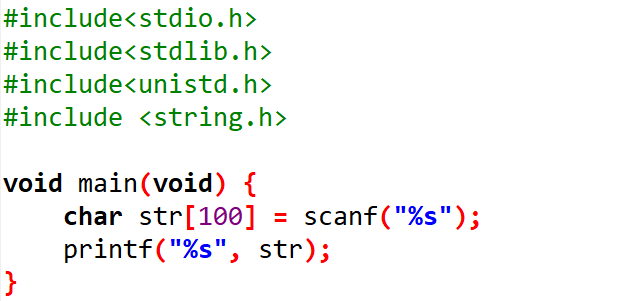 #include<stdio.h>
#include<stdlib.h>
#include<unistd.h>
#include <string.h>
void main(void) {
    char str[100] = scanf("%s");
    printf("%s", str);
}